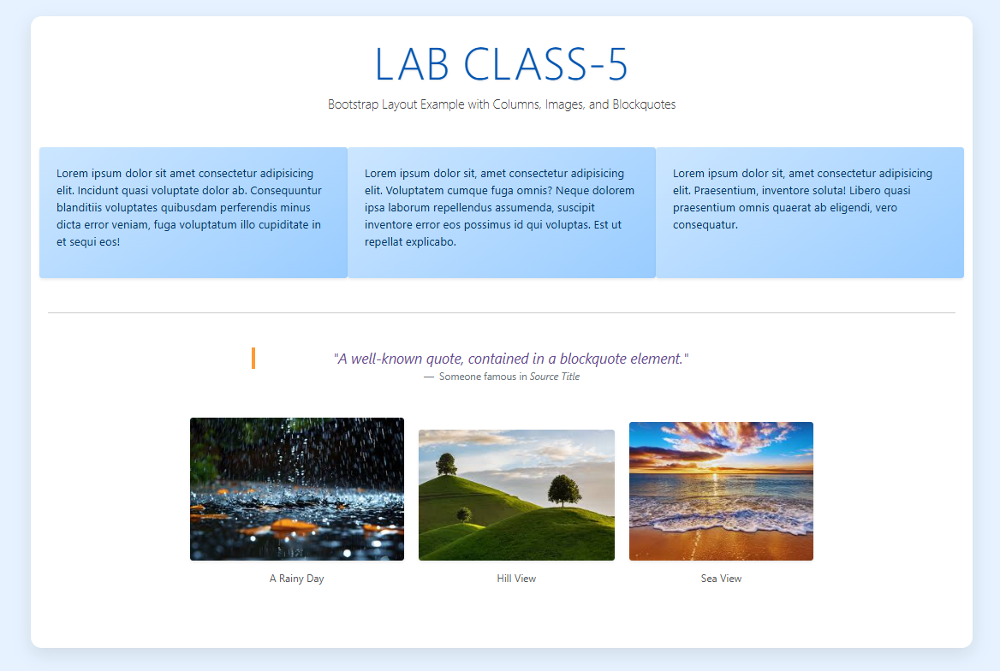 LAB CLASS-5
Bootstrap Layout Example with Columns, Images, and Blockquotes
Lorem ipsum dolor sit amet consectetur adipisicing
elit. Incidunt quasi voluptate dolor ab. Consequuntur
blanditiis voluptates quibusdam perferendis minus
dicta error veniam, fuga voluptatum illo cupiditate in
et sequi eos!
Lorem ipsum dolor sit, amet consectetur adipisicing
elit. Voluptatem cumque fuga omnis? Neque dolorem
ipsa laborum repellendus assumenda, suscipit
inventore error eos possimus id qui voluptas. Est ut
repellat explicabo.
Lorem ipsum dolor sit, amet consectetur adipisicing
elit. Praesentium, inventore soluta! Libero quasi
praesentium omnis quaerat ab eligendi, vero
consequatur.
"A well-known quote, contained in a blockquote element."
— Someone famous in Source Title
A Rainy Day
Hill View
Sea View